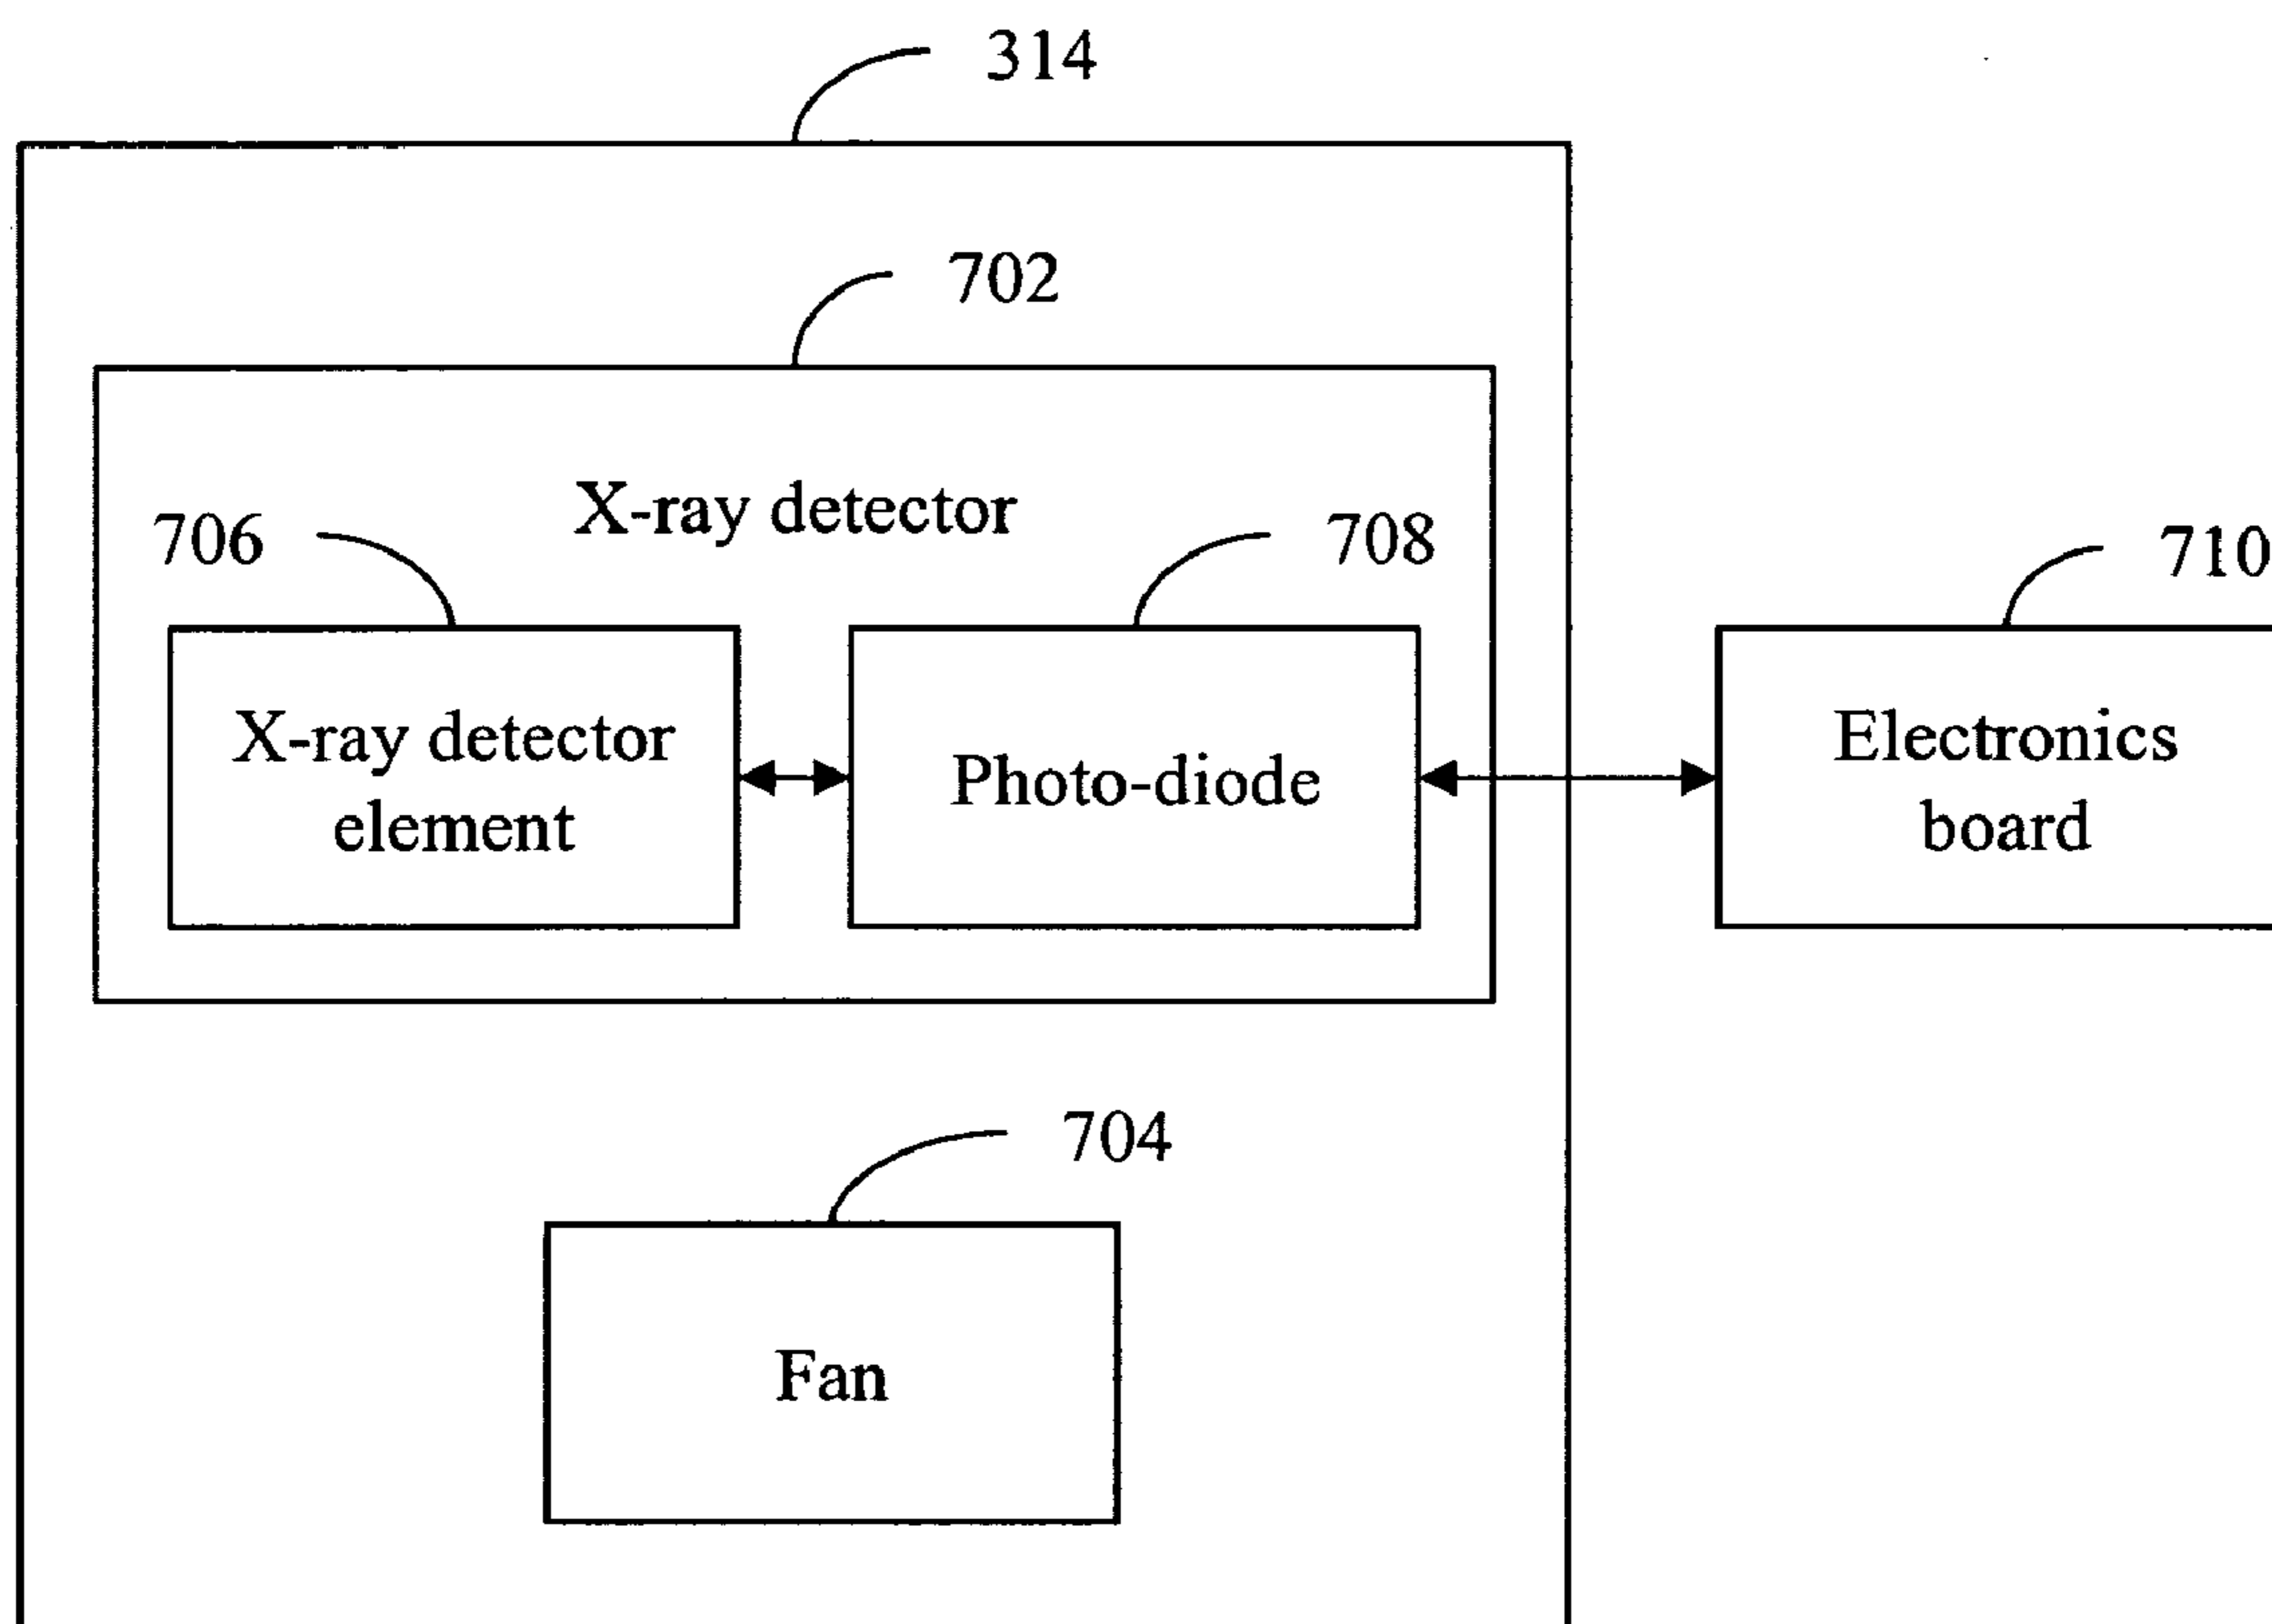 314
702
X-ray detector
706
708
710
X-ray detector
element
Photo-diode
Electronics
board
704
Fan